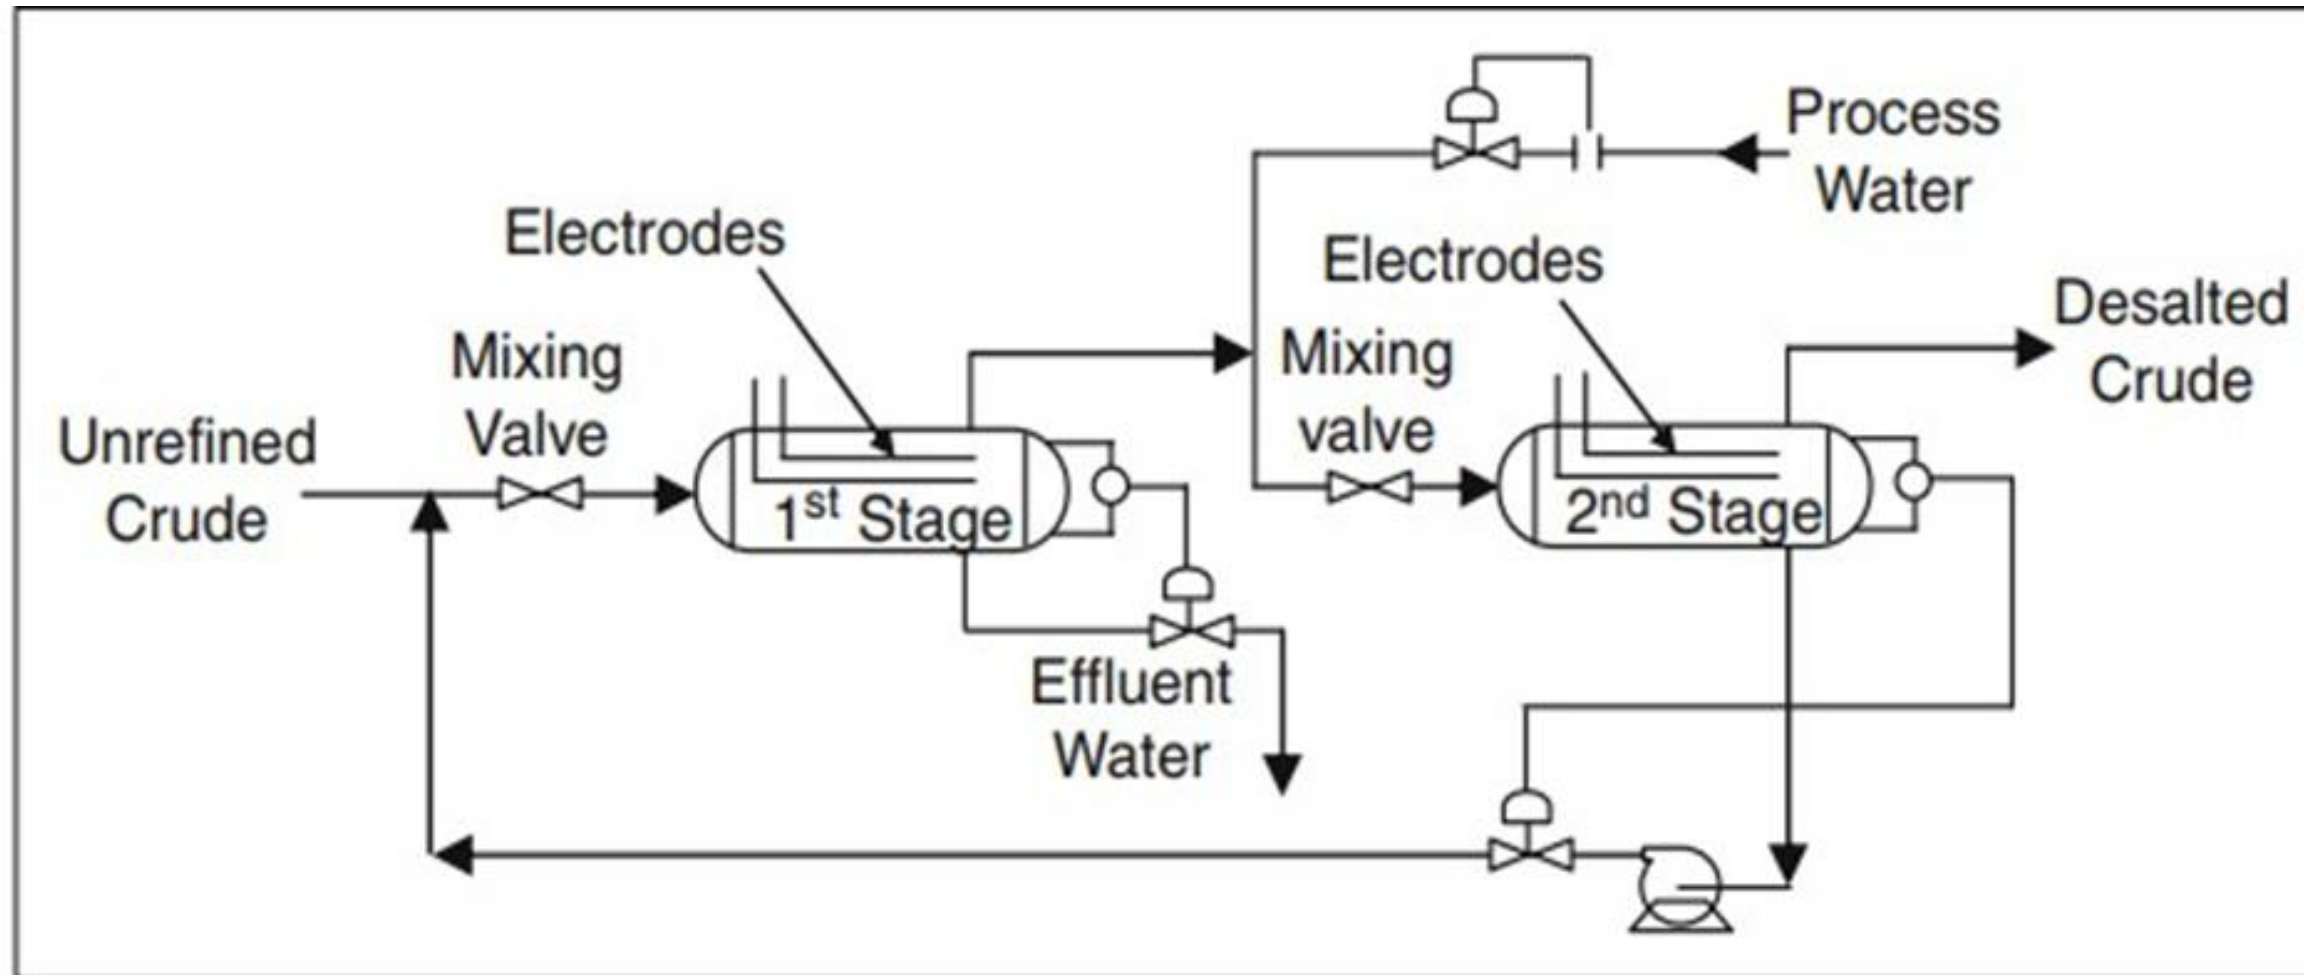 Process
Water
Electrodes
Electrodes
Desalted
Crude
Mixing
Valve
Mixing
valve
Unrefined
Crude
1st Stage
2nd Stage
Effluent
Water